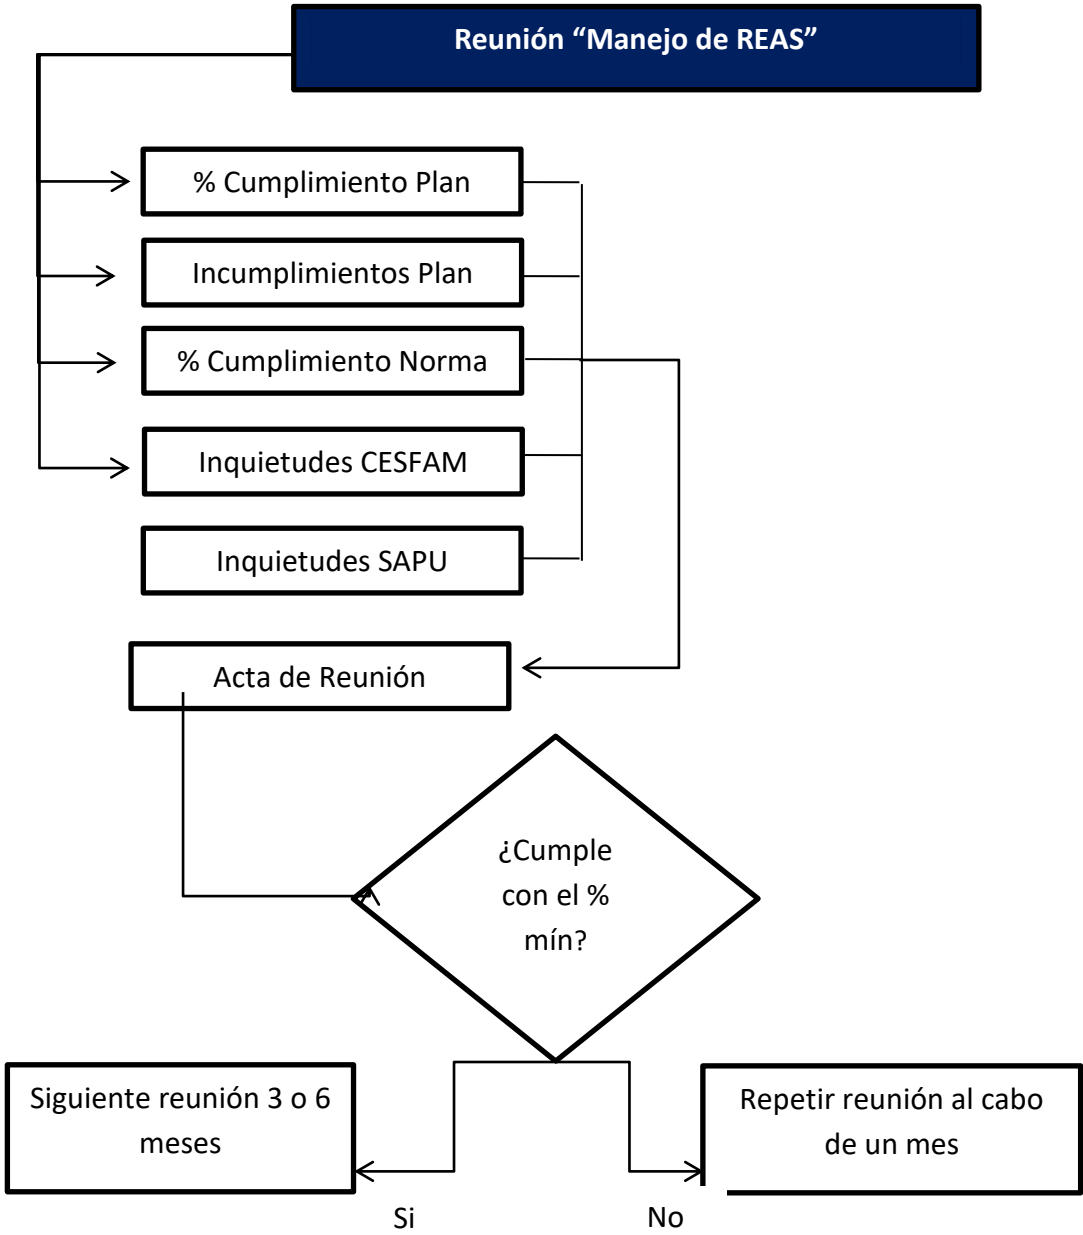 Reunión “Manejo de REAS”
% Cumplimiento Plan
Incumplimientos Plan
% Cumplimiento Norma
Inquietudes CESFAM
Inquietudes SAPU
Acta de Reunión
¿Cumple
con el %
mín?
Siguiente reunión 3 o 6
meses
Repetir reunión al cabo
de un mes
Si
No